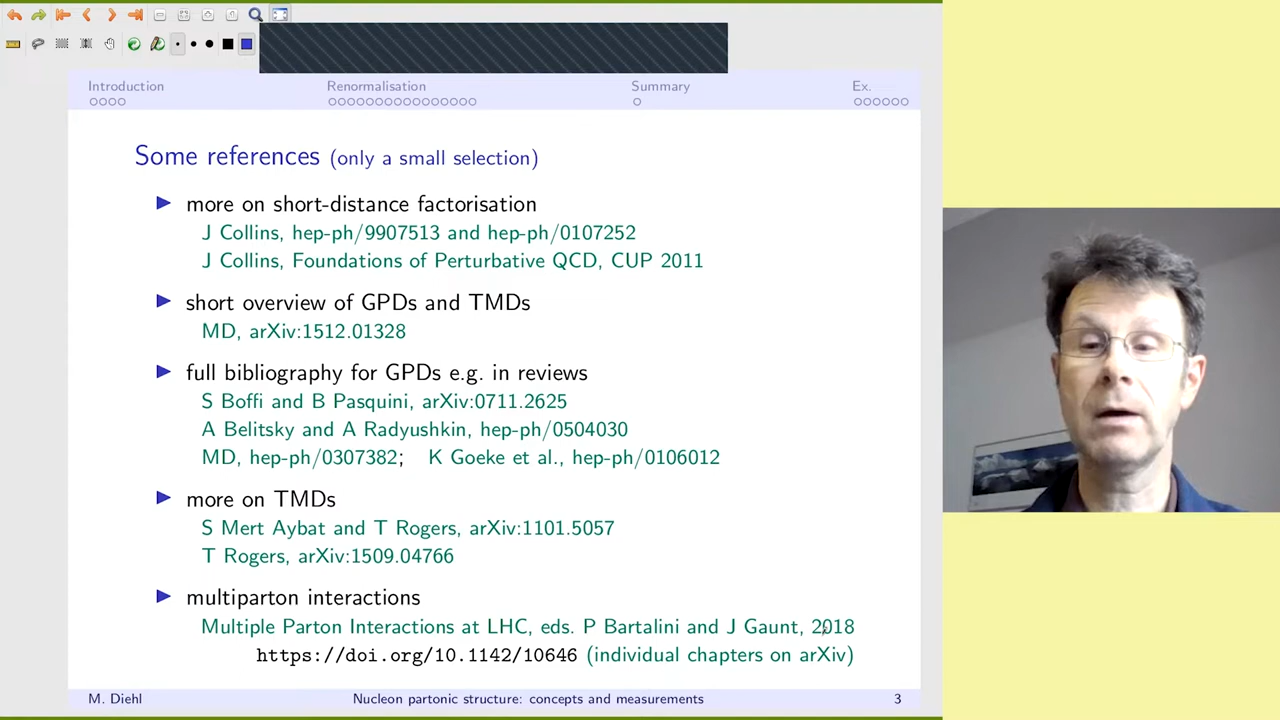 Introduction Renormalisation Summary Ex.
Some references (only a small selection)
more on short-distance factorisation
J Collins, hep-ph/9907513 and hep-ph/0107252
J Collins, Foundations of Perturbative QCD, CUP 2011
short overview of GPDs and TMDs
MD, arXiv:1512.01328
full bibliography for GPDs e.g. in reviews
S Boffi and B Pasquini, arXiv:0711.2625
A Belitsky and A Radyushkin, hep-ph/0504030
MD, hep-ph/0307382; K Goeke et al., hep-ph/0106012
more on TMDs
S Mert Aybat and T Rogers, arXiv:1101.5057
T Rogers, arXiv:1509.04766
multiparton interactions
Multiple Parton Interactions at LHC, eds. P Bartalini and J Gaunt, 2018
https://doi.org/10.1142/10646 (individual chapters on arXiv)
M. Diehl Nucleon partonic structure: concepts and measurements 3